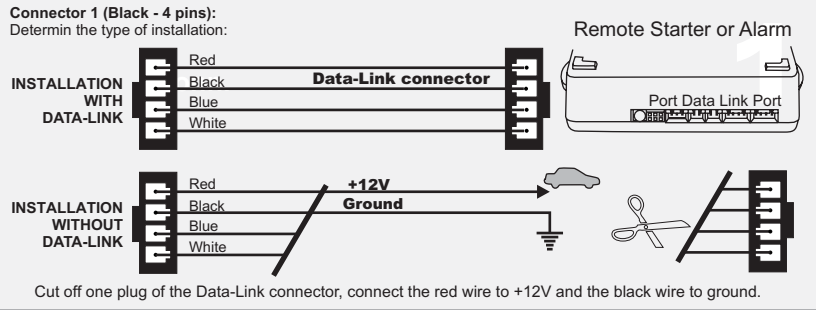 Connector 1 (Black - 4 pins):
Determin the type of installation:
Remote Starter or Alarm
1
INSTALLATION
WITH
DATA-LINK
Red
Black
Blue
White
Data-Link connector
Port Data Link Port
INSTALLATION
WITHOUT
DATA-LINK
Red
Black
Blue
White
+12V
Ground
Cut off one plug of the Data-Link connector, connect the red wire to +12V and the black wire to ground.